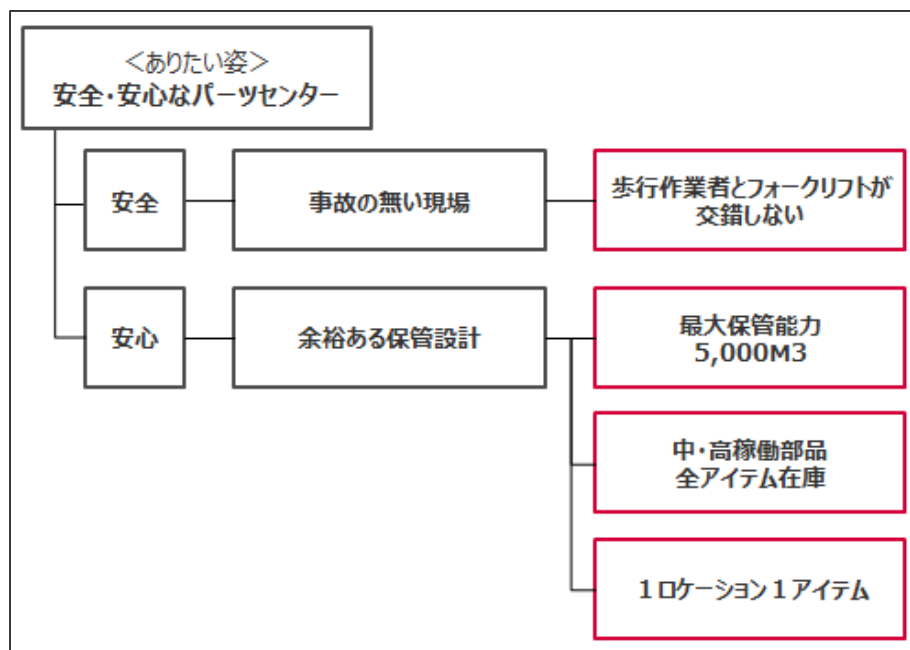 ＜ありたい姿＞
安全・安心なパーツセンター
安全
事故の無い現場
歩行作業者とフォークリフトが
交錯しない
安心
余裕ある保管設計
最大保管能力
5,000M3
中・高稼働部品
全アイテム在庫
１ロケーション１アイテム